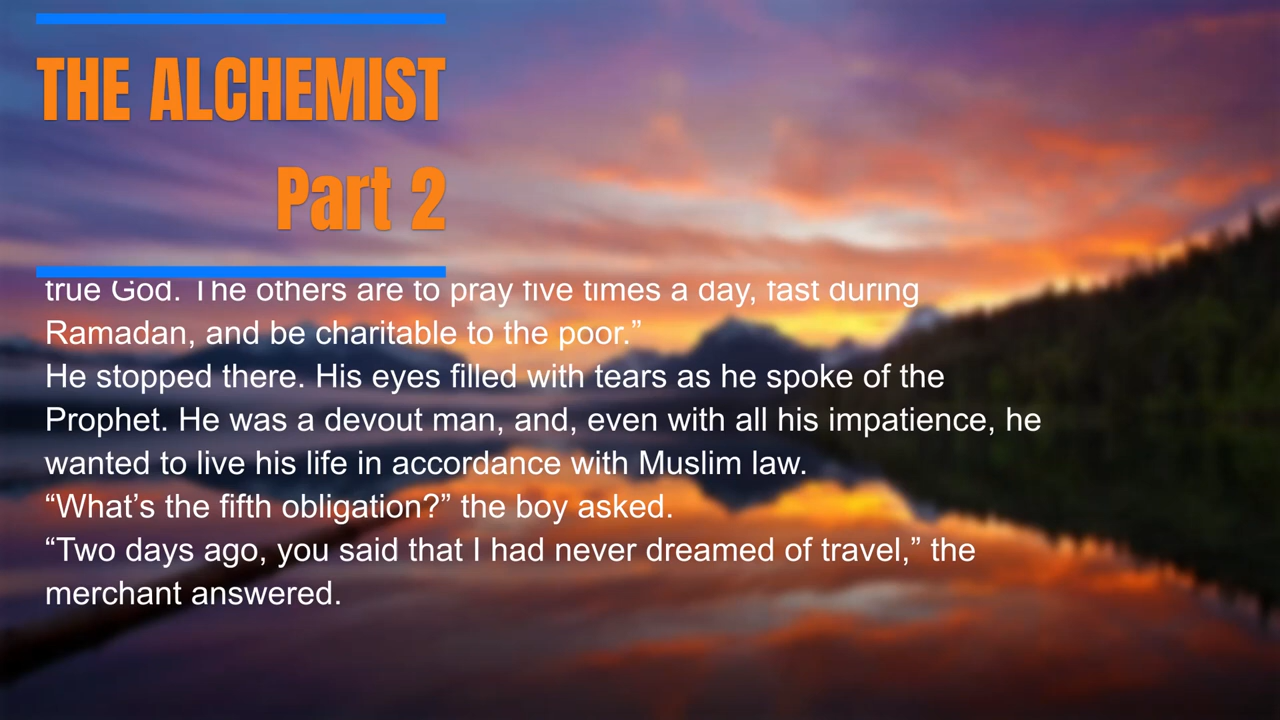 THE ALCHEMIST
Part 2
true God. The others are to pray five times a day, fast during
Ramadan, and be charitable to the poor.”
He stopped there. His eyes filled with tears as he spoke of the
Prophet. He was a devout man, and, even with all his impatience, he
wanted to live his life in accordance with Muslim law.
“What’s the fifth obligation?” the boy asked.
“Two days ago, you said that I had never dreamed of travel,” the
merchant answered.